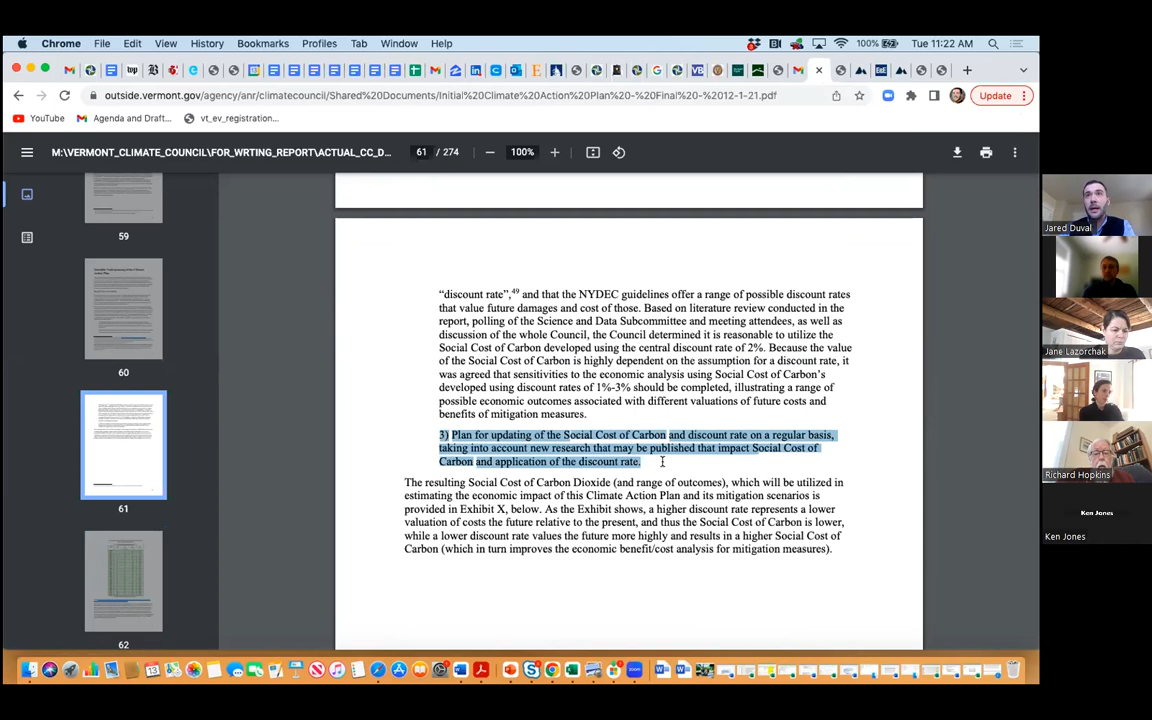 Chrome File Edit View History Bookmarks Profiles Tab Window Help
100% Tue 11:22 AM
outside.vermont.gov/agency/anr/climatecouncil/Shared%20Documents/Initial%20Climate%20Action%20Plan%20-%20Final%20-%2012-1-21.pdf
Update
YouTube Agenda and Draft... vt_ev_registration...
M:\VERMONT_CLIMATE_COUNCIL\FOR_WRTING_REPORT\ACTUAL_CC_D...
61 / 274
100%
59
60
61
62
“discount rate”,49 and that the NYDEC guidelines offer a range of possible discount rates
that value future damages and cost of those. Based on literature review conducted in the
report, polling of the Science and Data Subcommittee and meeting attendees, as well as
discussion of the whole Council, the Council determined it is reasonable to utilize the
Social Cost of Carbon developed using the central discount rate of 2%. Because the value
of the Social Cost of Carbon is highly dependent on the assumption for a discount rate, it
was agreed that sensitivities to the economic analysis using Social Cost of Carbon’s
developed using discount rates of 1%-3% should be completed, illustrating a range of
possible economic outcomes associated with different valuations of future costs and
benefits of mitigation measures.
3) Plan for updating of the Social Cost of Carbon and discount rate on a regular basis,
taking into account new research that may be published that impact Social Cost of
Carbon and application of the discount rate.
The resulting Social Cost of Carbon Dioxide (and range of outcomes), which will be utilized in
estimating the economic impact of this Climate Action Plan and its mitigation scenarios is
provided in Exhibit X, below. As the Exhibit shows, a higher discount rate represents a lower
valuation of costs the future relative to the present, and thus the Social Cost of Carbon is lower,
while a lower discount rate values the future more highly and results in a higher Social Cost of
Carbon (which in turn improves the economic benefit/cost analysis for mitigation measures).
Jared Duval
Jane Lazorchak
Richard Hopkins
Ken Jones
Ken Jones